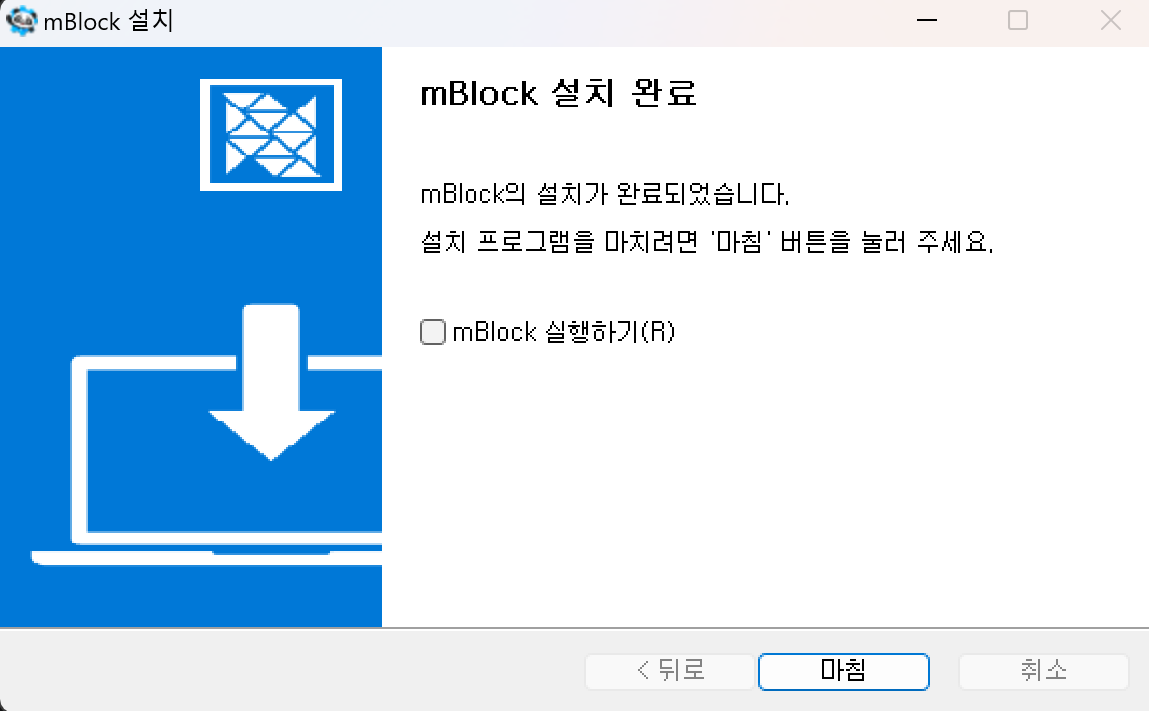 mBlock 설치
mBlock 설치 완료
mBlock의 설치가 완료되었습니다.
설치 프로그램을 마치려면 '마침' 버튼을 눌러 주세요.
mBlock 실행하기(R)
< 뒤로
마침
취소